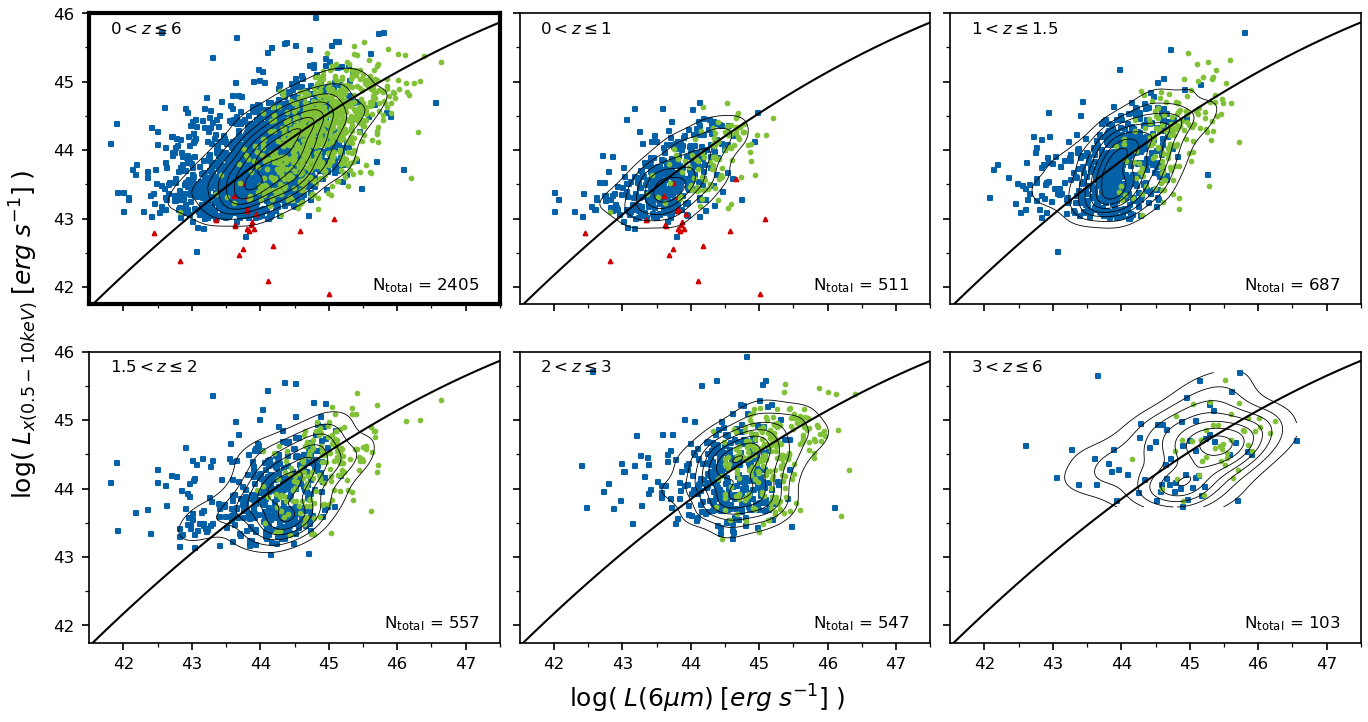 46
45
44
43
42
0 < z ≤ 6
N_total = 2405
0 < z ≤ 1
N_total = 511
1 < z ≤ 1.5
N_total = 687
log( L_x(0.5−10keV) [erg s⁻¹] )
46
45
44
43
42
1.5 < z ≤ 2
N_total = 557
2 < z ≤ 3
N_total = 547
3 < z ≤ 6
N_total = 103
42 43 44 45 46 47
42 43 44 45 46 47
42 43 44 45 46 47
log( L(6μm) [erg s⁻¹] )